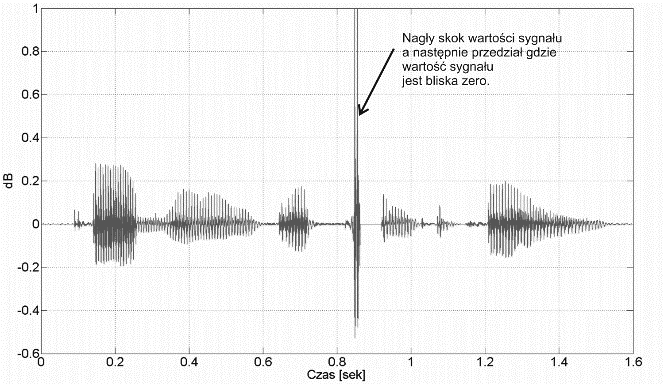 1
0.8
0.6
0.4
0.2
0
-0.2
-0.4
-0.6
dB
Nagły skok wartości sygnału
a następnie przedział gdzie
wartość sygnału
jest bliska zero.
0 0.2 0.4 0.6 0.8 1 1.2 1.4 1.6
Czas [sek]